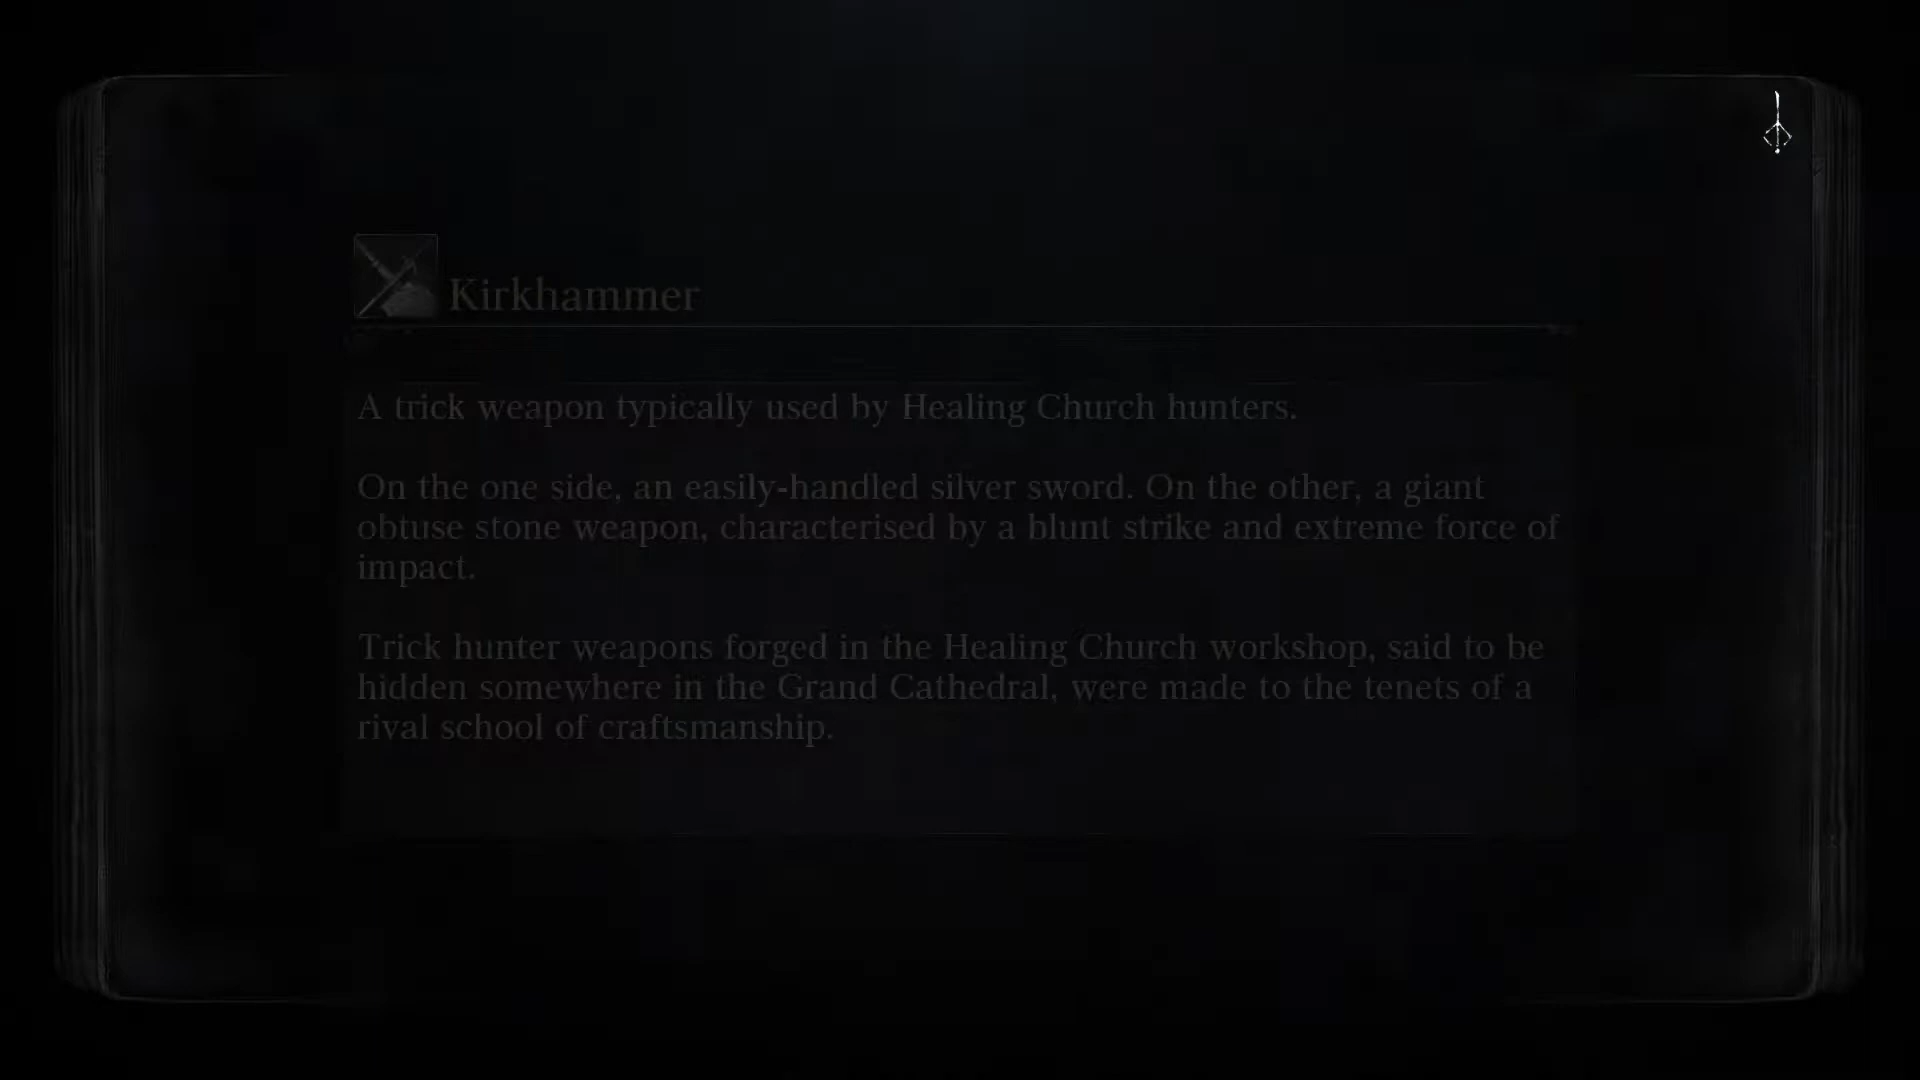 Kirkhammer
A trick weapon typically used by Healing Church hunters.
On the one side, an easily-handled silver sword. On the other, a giant
obtuse stone weapon, characterised by a blunt strike and extreme force of
impact.
Trick hunter weapons forged in the Healing Church workshop, said to be
hidden somewhere in the Grand Cathedral, were made to the tenets of a
rival school of craftsmanship.